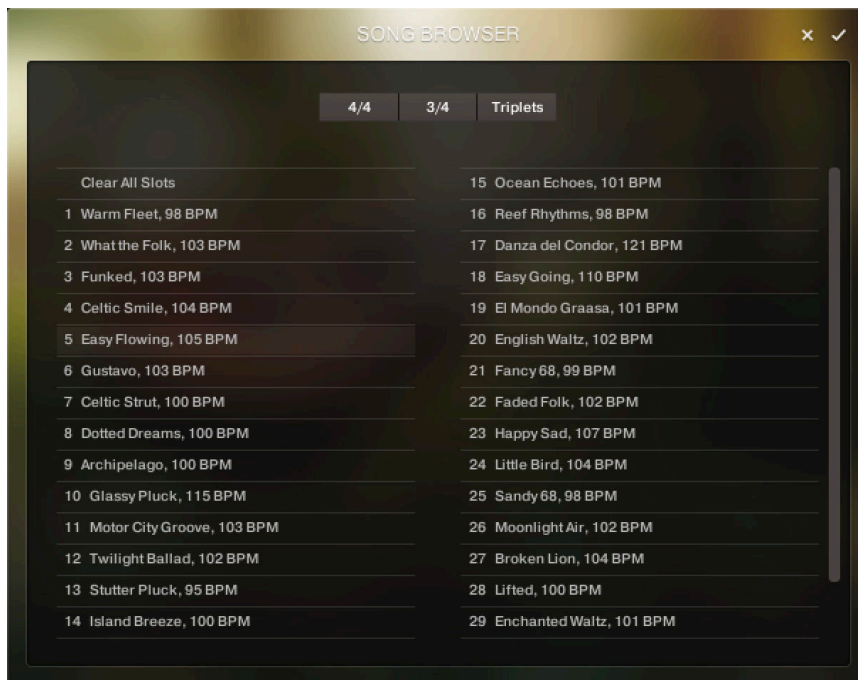 SONG BROWSER
4/4 3/4 Triplets
Clear All Slots
1 Warm Fleet, 98 BPM
2 What the Folk, 103 BPM
3 Funked, 103 BPM
4 Celtic Smile, 104 BPM
5 Easy Flowing, 105 BPM
6 Gustavo, 103 BPM
7 Celtic Strut, 100 BPM
8 Dotted Dreams, 100 BPM
9 Archipelago, 100 BPM
10 Glassy Pluck, 115 BPM
11 Motor City Groove, 103 BPM
12 Twilight Ballad, 102 BPM
13 Stutter Pluck, 95 BPM
14 Island Breeze, 100 BPM
15 Ocean Echoes, 101 BPM
16 Reef Rhythms, 98 BPM
17 Danza del Condor, 121 BPM
18 Easy Going, 110 BPM
19 El Mondo Graasa, 101 BPM
20 English Waltz, 102 BPM
21 Fancy 68, 99 BPM
22 Faded Folk, 102 BPM
23 Happy Sad, 107 BPM
24 Little Bird, 104 BPM
25 Sandy 68, 98 BPM
26 Moonlight Air, 102 BPM
27 Broken Lion, 104 BPM
28 Lifted, 100 BPM
29 Enchanted Waltz, 101 BPM